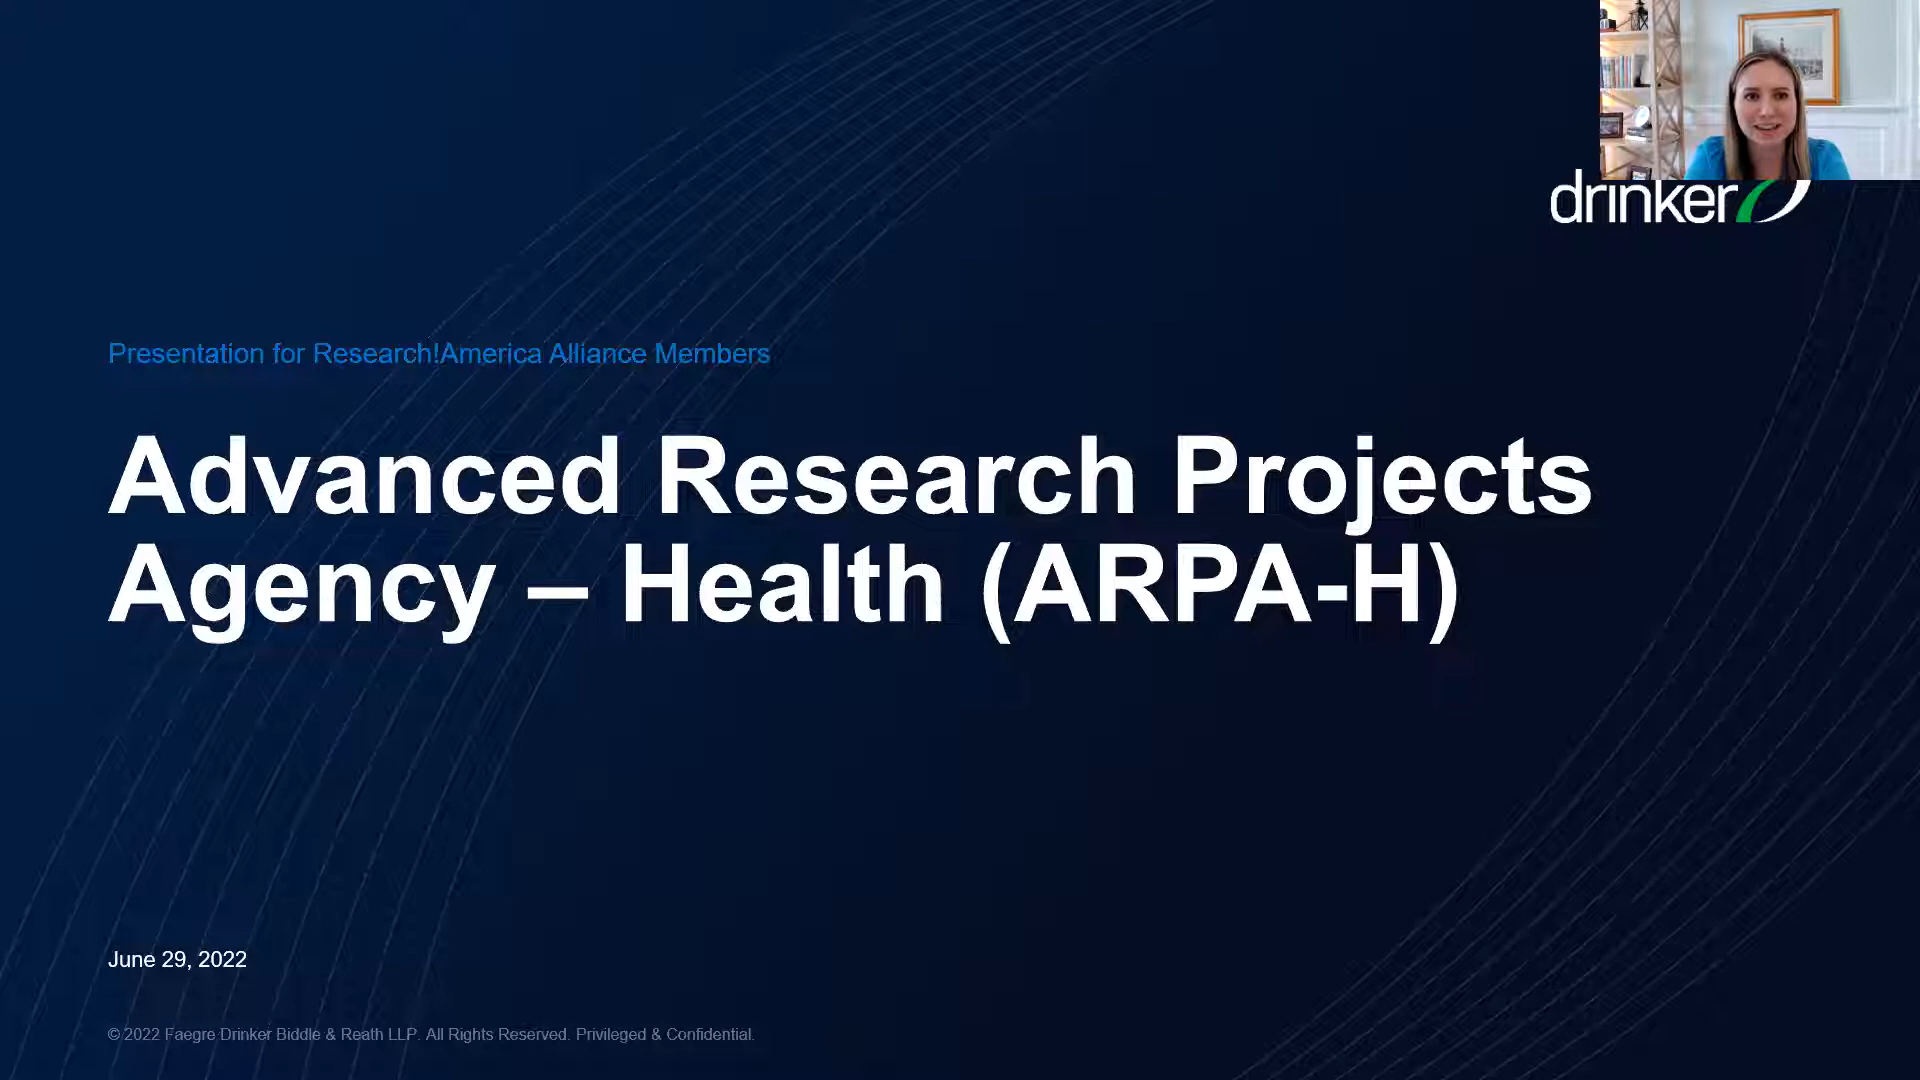 drinker
Presentation for Research!America Alliance Members
Advanced Research Projects
Agency – Health (ARPA-H)
June 29, 2022
© 2022 Faegre Drinker Biddle & Reath LLP. All Rights Reserved. Privileged & Confidential.